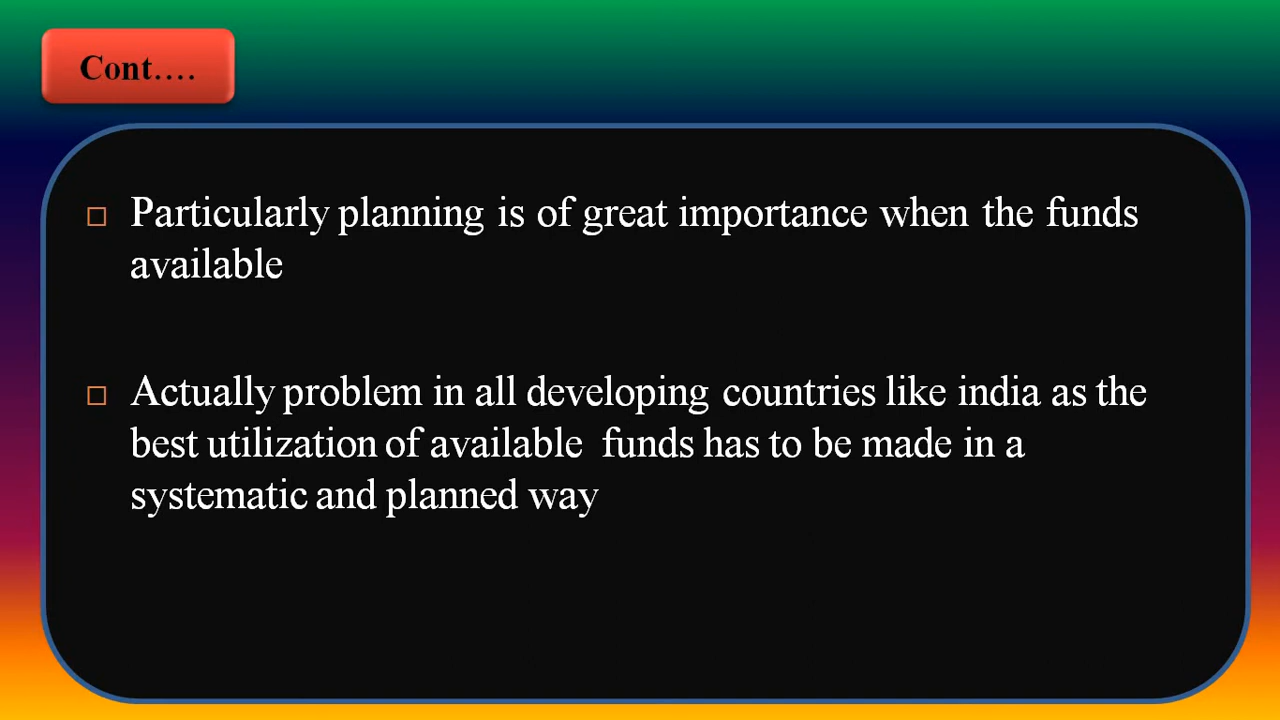 Cont….
Particularly planning is of great importance when the funds
available
Actually problem in all developing countries like india as the
best utilization of available funds has to be made in a
systematic and planned way